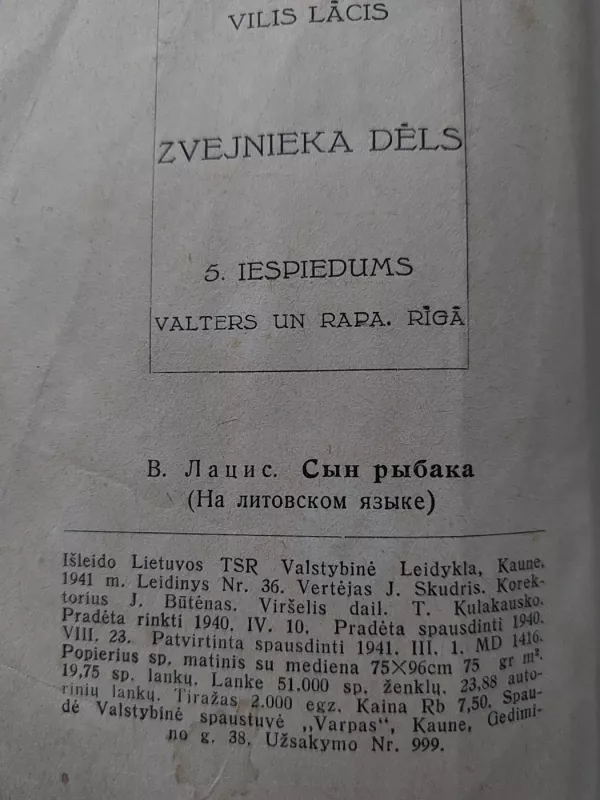 VILIS LĀCIS
ZVEJNIEKA DĒLS
5. IESPIEDUMS
VALTERS UN RAPA. RĪGĀ
В. Лацис. Сын рыбака
(На литовском языке)
Išleido Lietuvos TSR Valstybinė Leidykla, Kaune.
1941 m. Leidinys Nr. 36. Vertėjas J. Skudris. Korek-
torius J. Būtėnas. Viršelis dail. T. Kulakausko.
Pradėta rinkti 1940. IV. 10. Pradėta spausdinti 1940.
VIII. 23. Patvirtinta spausdinti 1941. III. 1. MD 1416.
Popierius sp. matinis su mediena 75×96cm 75 gr m².
19,75 sp. lankų. Lanke 51.000 sp. ženklų. 23,88 auto-
rinių lankų. Tiražas 2.000 egz. Kaina Rb 7,50. Spau-
dė Valstybinė spaustuvė „Varpas“, Kaune, Gedimi-
no g. 38. Užsakymo Nr. 999.